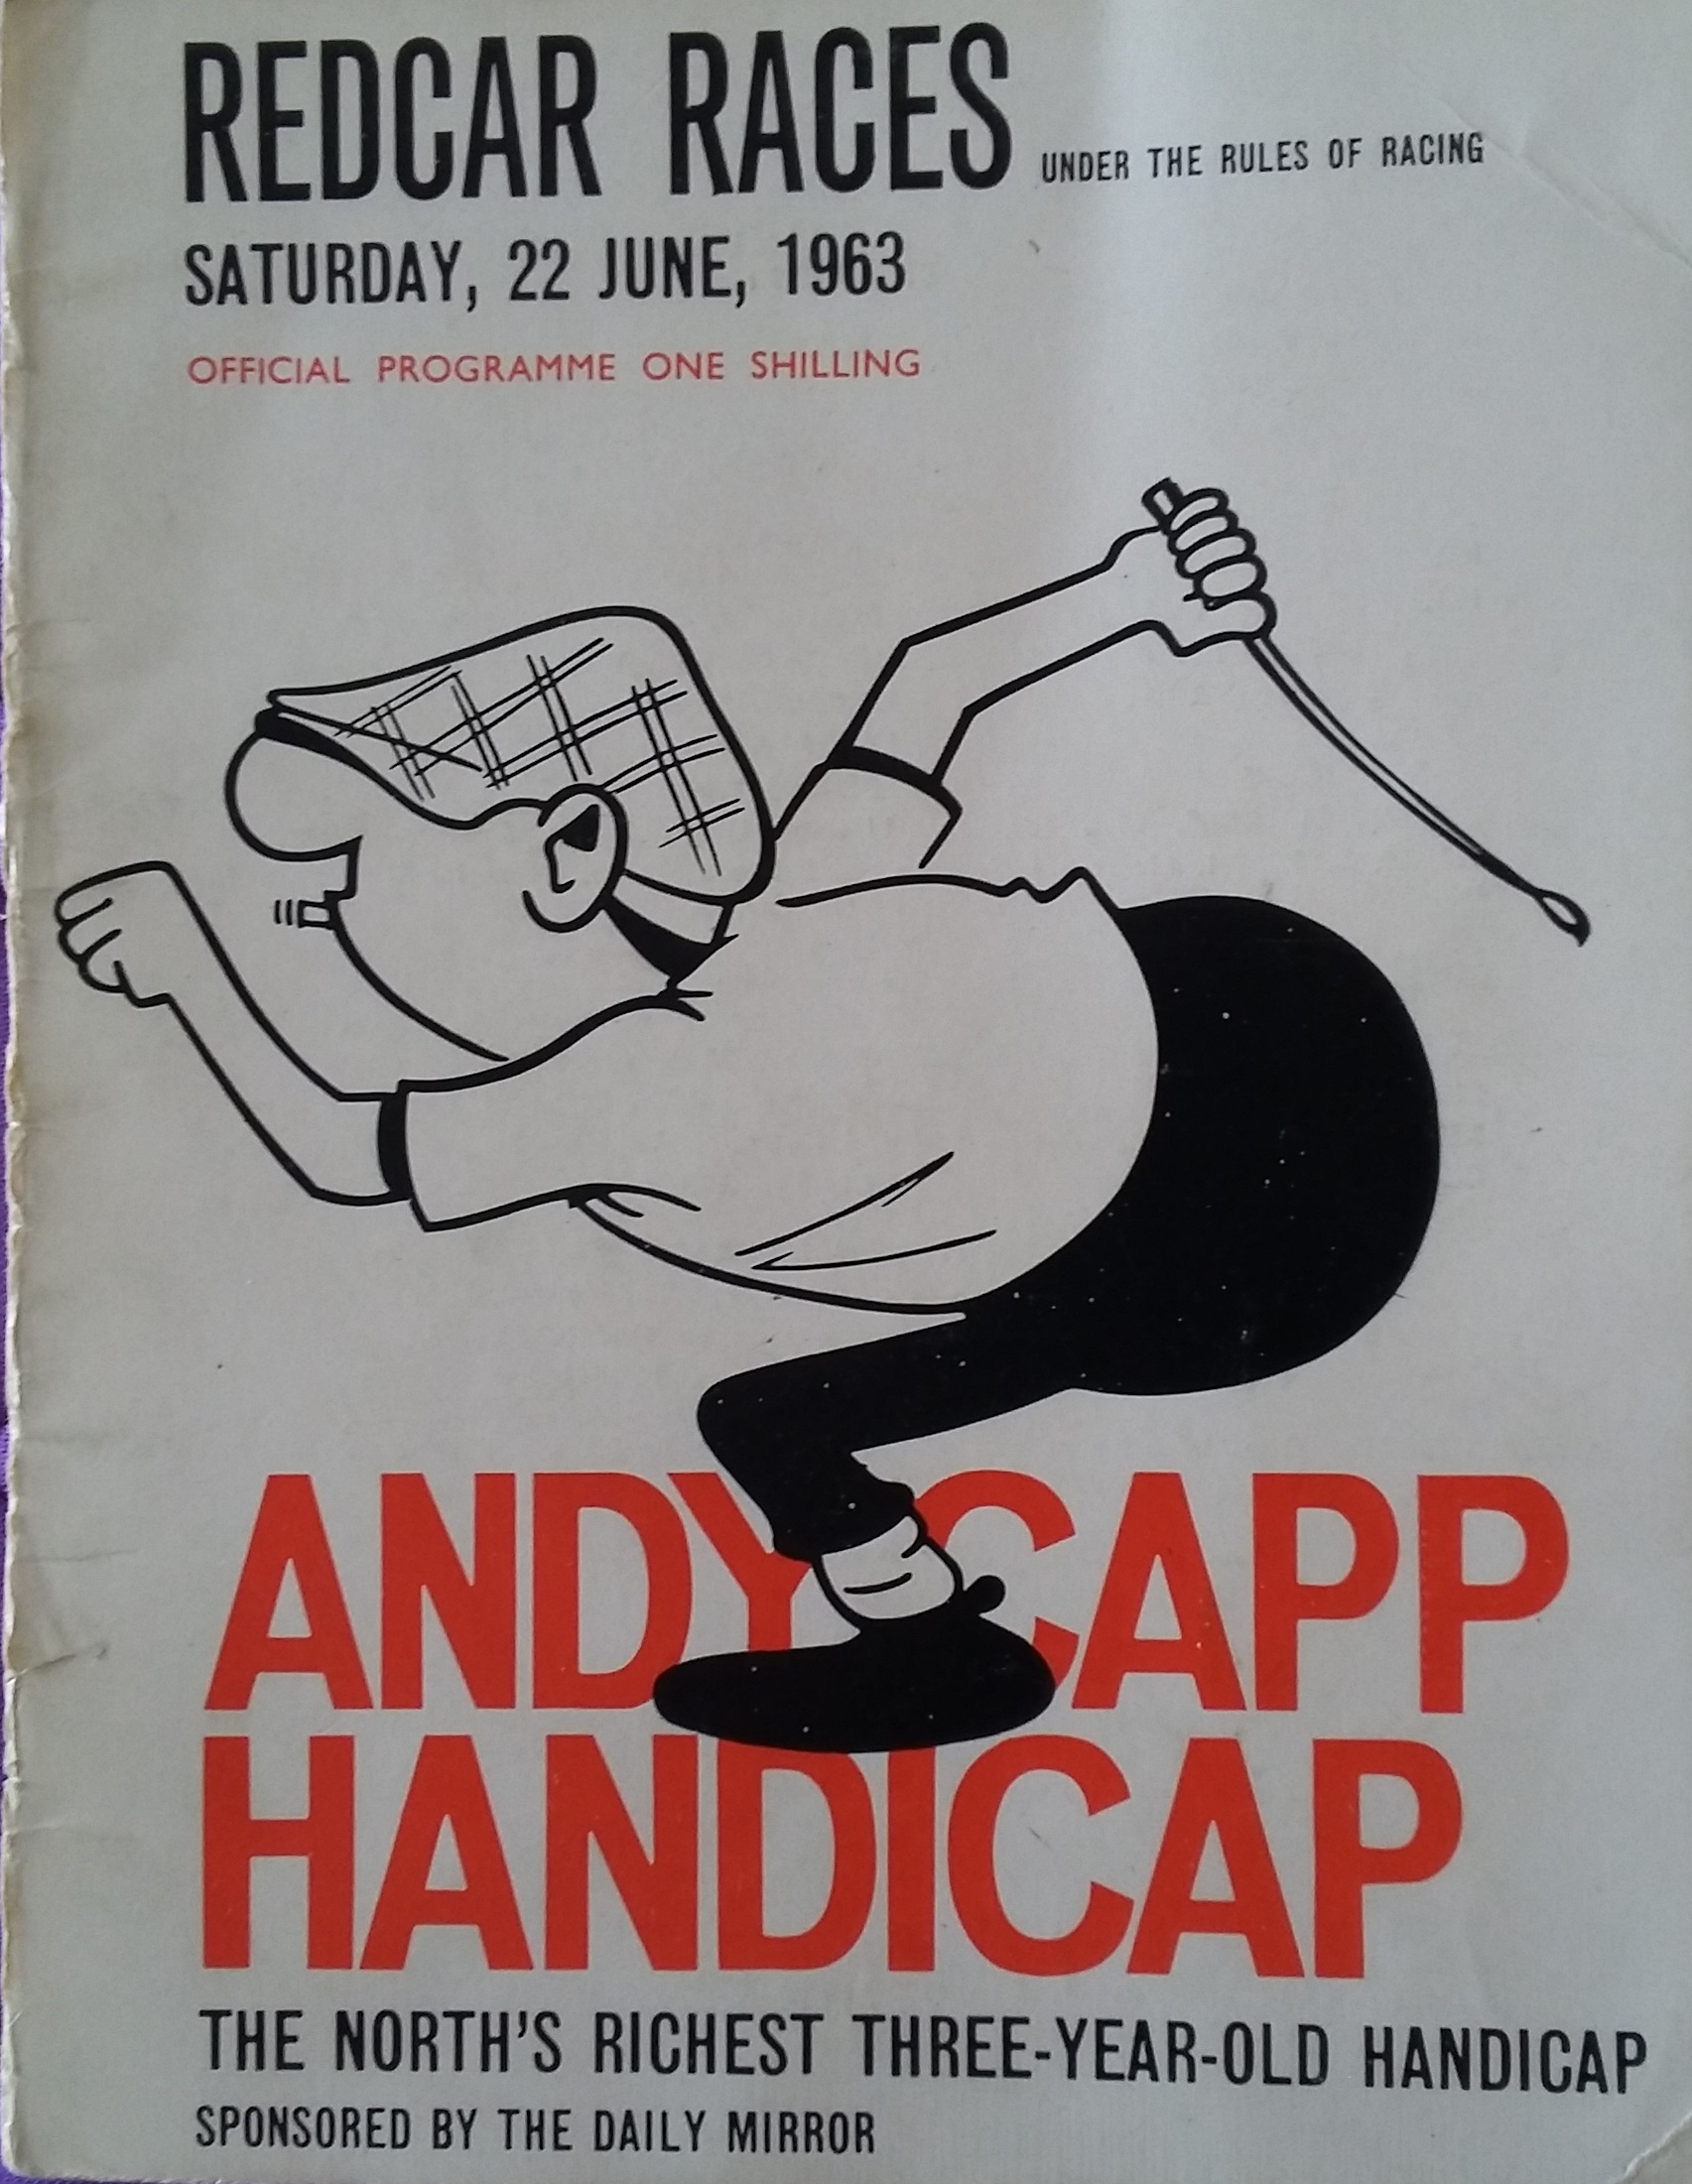 REDCAR RACES UNDER THE RULES OF RACING
SATURDAY, 22 JUNE, 1963
OFFICIAL PROGRAMME ONE SHILLING
ANDY CAPP
HANDICAP
THE NORTH'S RICHEST THREE-YEAR-OLD HANDICAP
SPONSORED BY THE DAILY MIRROR